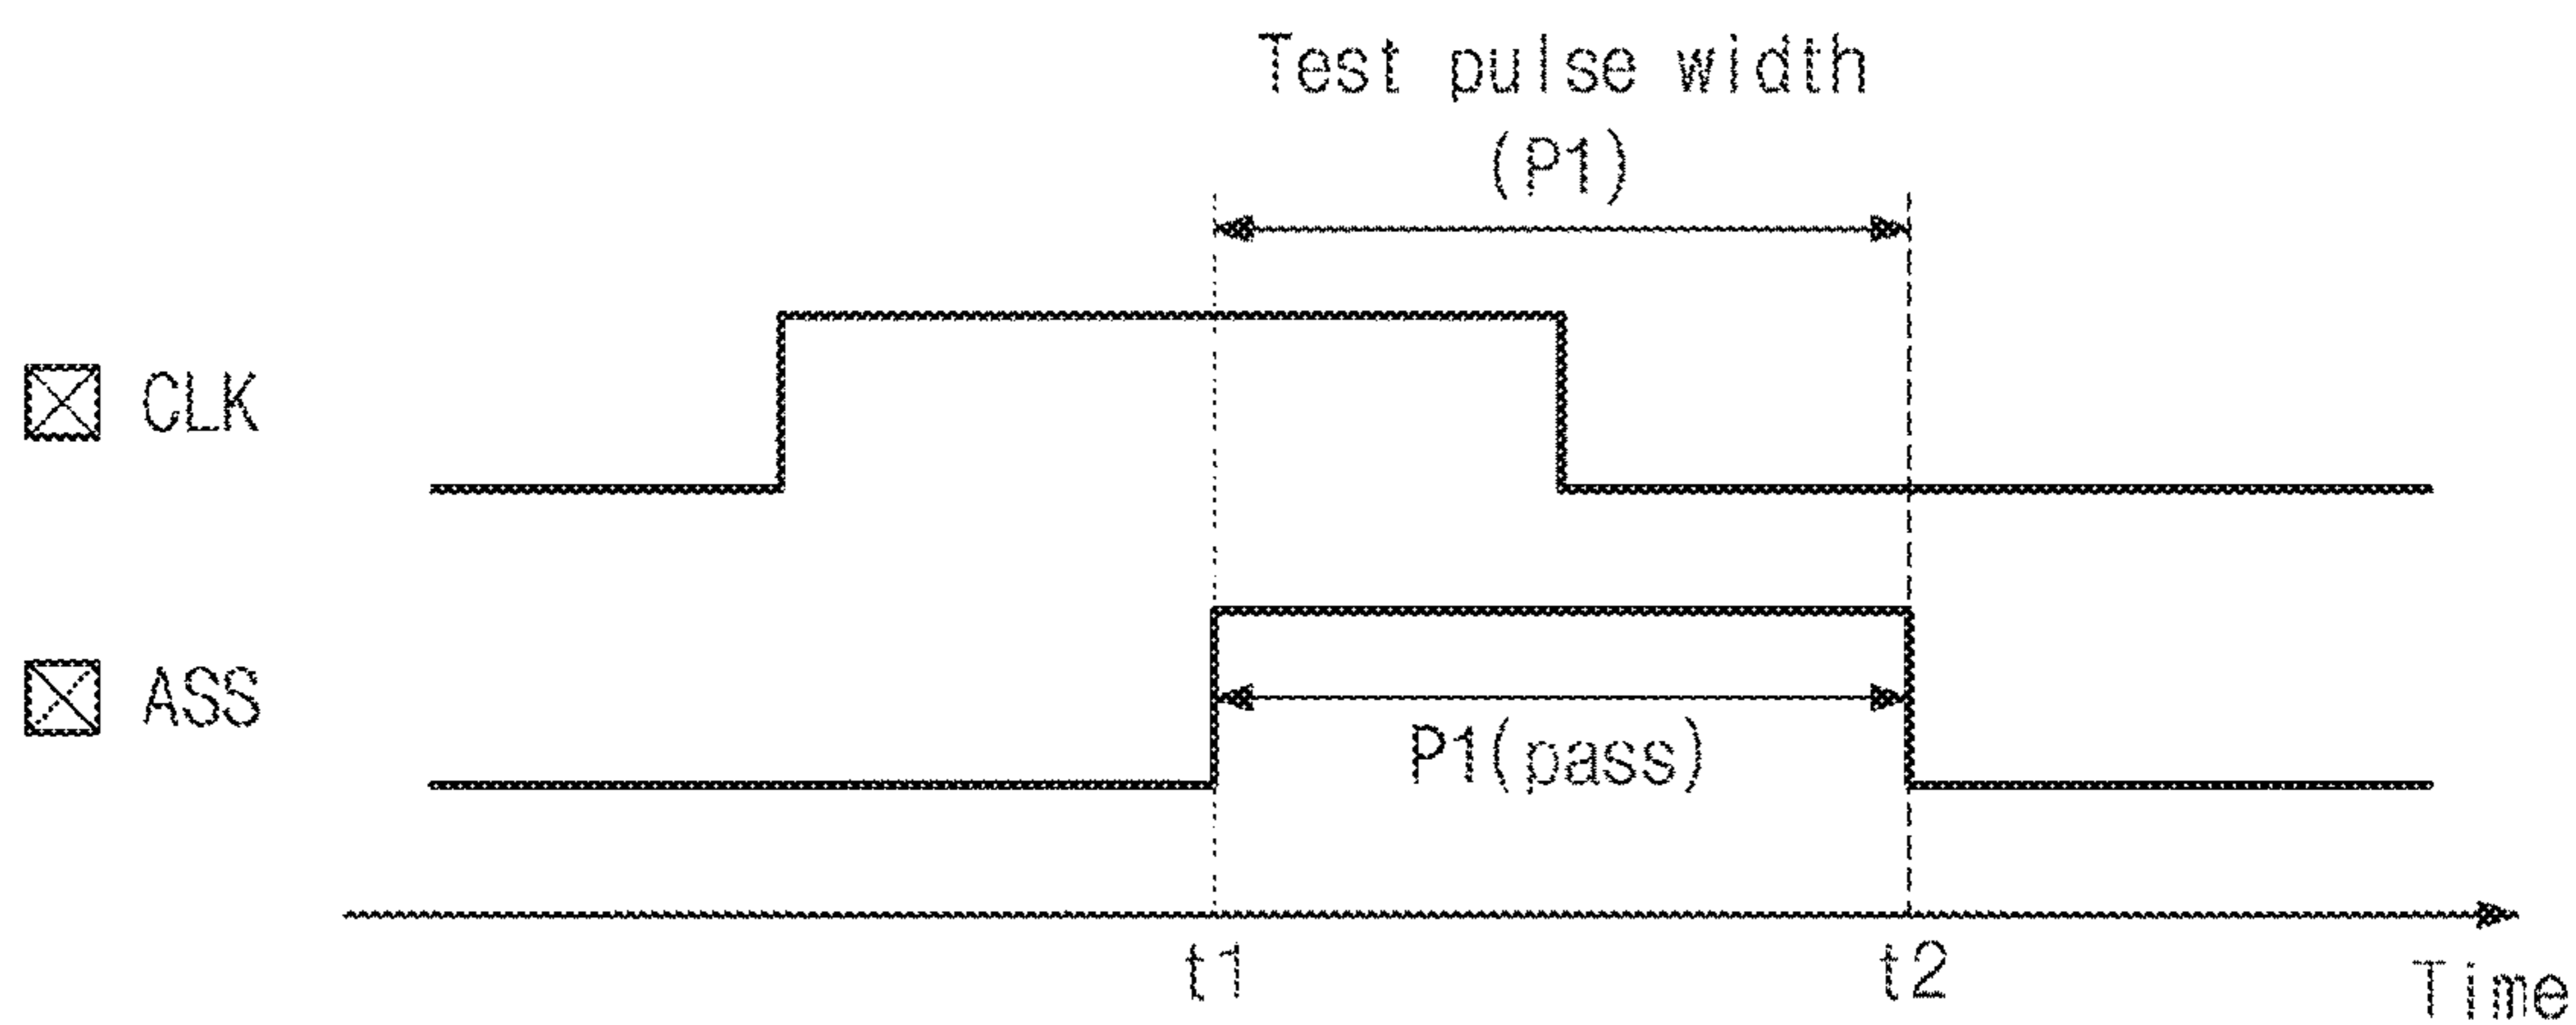 Test pulse width
(P1)
CLK
ASS
P1(pass)
t1
t2
Time